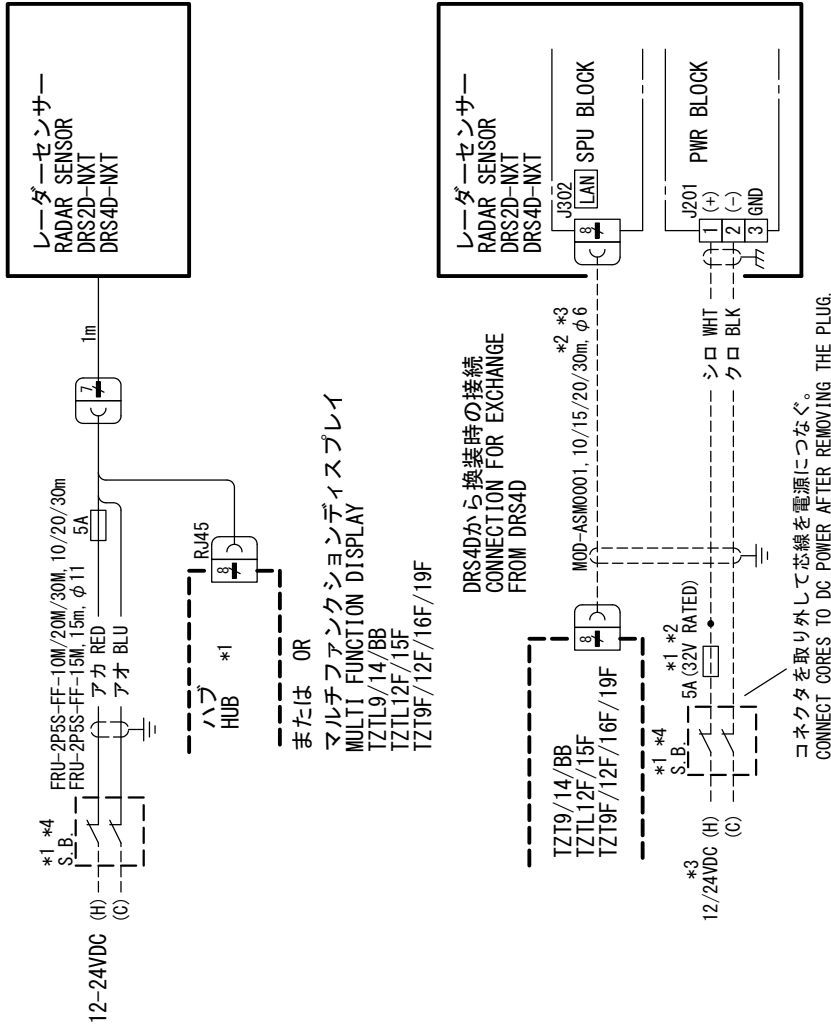 レーダーセンサー
RADAR SENSOR
DRS2D-NXT
DRS4D-NXT
1m
7
FRU-2P5S-FF-10M/20M/30M, 10/20/30m
FRU-2P5S-FF-15M, 15m, φ11
5A
アカ RED
アオ BLU
*1 *4
S.B.
12-24VDC (H)
(C)
RJ45
8
ハブ
HUB
*1
または OR
マルチファンクションディスプレイ
MULTI FUNCTION DISPLAY
TZTL9/14/BB
TZTL12F/15F
TZT9F/12F/16F/19F
レーダーセンサー
RADAR SENSOR
DRS2D-NXT
DRS4D-NXT
J302
LAN
SPU BLOCK
8
PWR BLOCK
J201
1 (+)
2 (-)
3 GND
DRS4Dから換装時の接続
CONNECTION FOR EXCHANGE
FROM DRS4D
*2 *3
MOD-ASM0001, 10/15/20/30m, φ6
シロ WHT
クロ BLK
8
TZT9/14/BB
TZTL12F/15F
TZT9F/12F/16F/19F
*1 *2
5A (32V RATED)
*1 *4
S.B.
*3
12/24VDC (H)
(C)
コネクタを取り外して芯線を電源につなぐ。
CONNECT CORES TO DC POWER AFTER REMOVING THE PLUG.